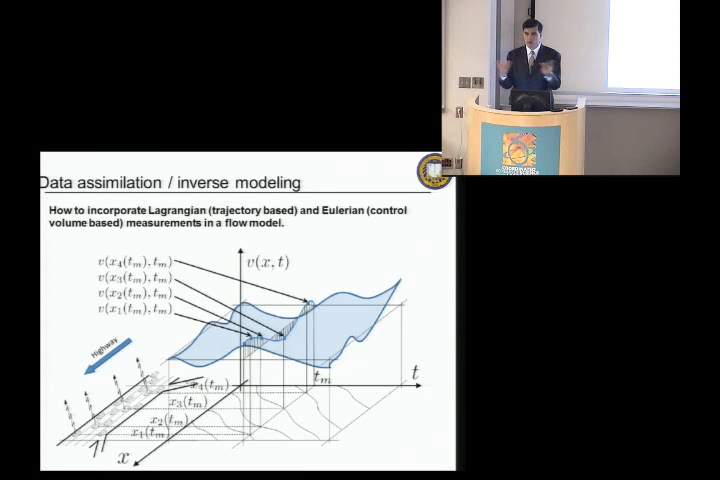 Data assimilation / inverse modeling
How to incorporate Lagrangian (trajectory based) and Eulerian (control
volume based) measurements in a flow model.
v(x₄(tₘ), tₘ)
v(x₃(tₘ), tₘ)
v(x₂(tₘ), tₘ)
v(x₁(tₘ), tₘ)
v(x, t)
Highway
x₄(tₘ)
x₃(tₘ)
x₂(tₘ)
x₁(tₘ)
tₘ
t
x
COORDINATED
SCIENCE